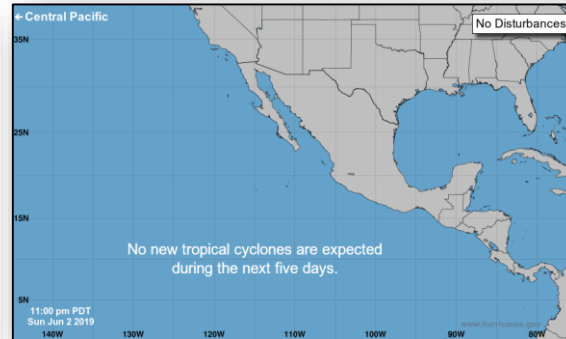 ← Central Pacific
No Disturbances
35N
25N
15N
5N
No new tropical cyclones are expected
during the next five days.
11:00 pm PDT
Sun Jun 2 2019
www.hurricanes.gov
140W 130W 120W 110W 100W 90W 80W